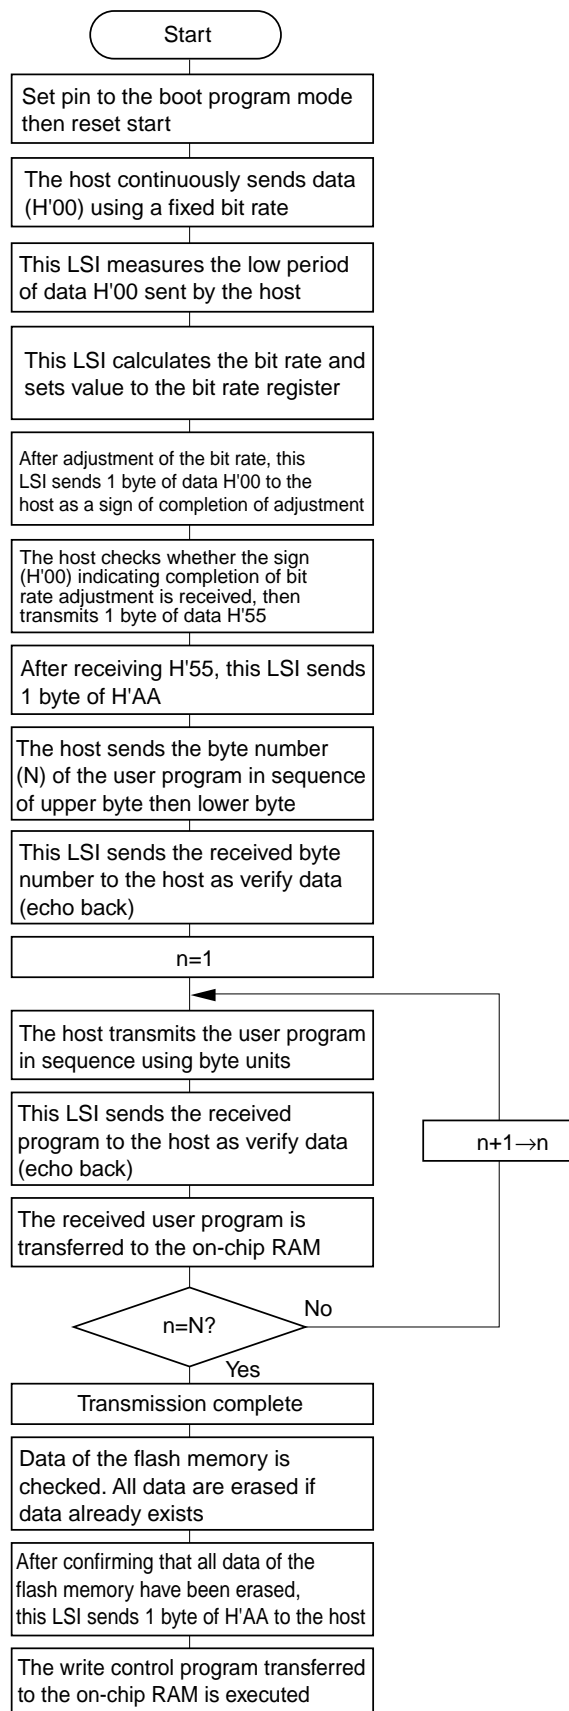 Start
Set pin to the boot program mode
then reset start
The host continuously sends data
(H'00) using a fixed bit rate
This LSI measures the low period
of data H'00 sent by the host
This LSI calculates the bit rate and
sets value to the bit rate register
After adjustment of the bit rate, this
LSI sends 1 byte of data H'00 to the
host as a sign of completion of adjustment
The host checks whether the sign
(H'00) indicating completion of bit
rate adjustment is received, then
transmits 1 byte of data H'55
After receiving H'55, this LSI sends
1 byte of H'AA
The host sends the byte number
(N) of the user program in sequence
of upper byte then lower byte
This LSI sends the received byte
number to the host as verify data
(echo back)
n=1
The host transmits the user program
in sequence using byte units
This LSI sends the received
program to the host as verify data
(echo back)
n+1→n
The received user program is
transferred to the on-chip RAM
n=N?
No
Yes
Transmission complete
Data of the flash memory is
checked. All data are erased if
data already exists
After confirming that all data of the
flash memory have been erased,
this LSI sends 1 byte of H'AA to the host
The write control program transferred
to the on-chip RAM is executed